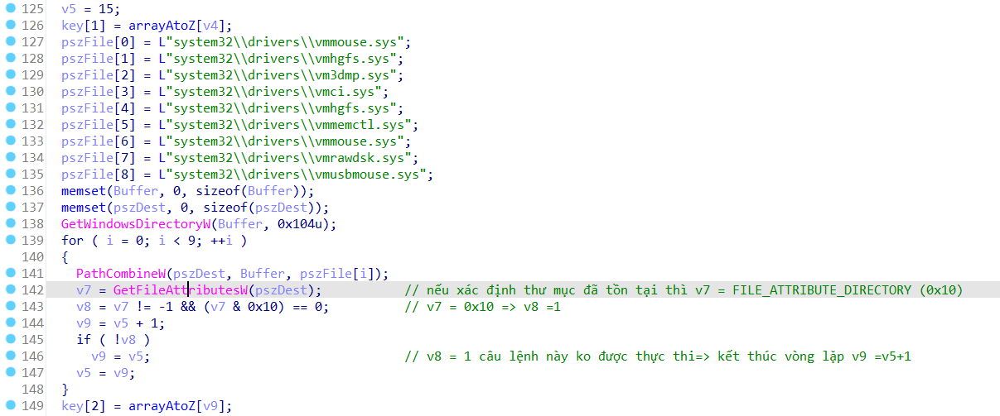 125 v5 = 15;
126 key[1] = arrayAtoZ[v4];
127 pszFile[0] = L"system32\\drivers\\vmmouse.sys";
128 pszFile[1] = L"system32\\drivers\\vmhgfs.sys";
129 pszFile[2] = L"system32\\drivers\\vm3dmp.sys";
130 pszFile[3] = L"system32\\drivers\\vmci.sys";
131 pszFile[4] = L"system32\\drivers\\vmhgfs.sys";
132 pszFile[5] = L"system32\\drivers\\vmmemctl.sys";
133 pszFile[6] = L"system32\\drivers\\vmmouse.sys";
134 pszFile[7] = L"system32\\drivers\\vmrawdsk.sys";
135 pszFile[8] = L"system32\\drivers\\vmusbmouse.sys";
136 memset(Buffer, 0, sizeof(Buffer));
137 memset(pszDest, 0, sizeof(pszDest));
138 GetWindowsDirectoryW(Buffer, 0x104u);
139 for ( i = 0; i < 9; ++i )
140 {
141 PathCombineW(pszDest, Buffer, pszFile[i]);
142 v7 = GetFileAttributesW(pszDest); // nếu xác định thư mục đã tồn tại thì v7 = FILE_ATTRIBUTE_DIRECTORY (0x10)
143 v8 = v7 != -1 && (v7 & 0x10) == 0; // v7 = 0x10 => v8 =1
144 v9 = v5 + 1;
145 if ( !v8 )
146 v9 = v5; // v8 = 1 câu lệnh này ko được thực thi=> kết thúc vòng lặp v9 =v5+1
147 v5 = v9;
148 }
149 key[2] = arrayAtoZ[v9];